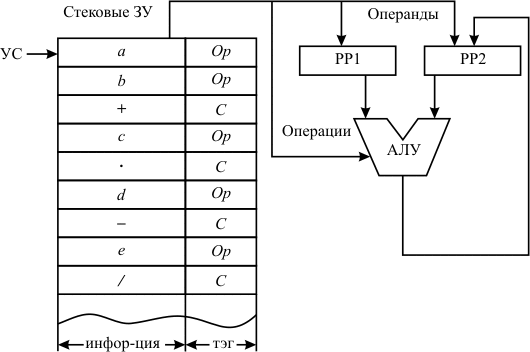 Стековые ЗУ
Операнды
УС
a Op
b Op
+ C
c Op
· C
d Op
− C
e Op
/ C
РР1
РР2
Операции
АЛУ
инфор-ция
тэг